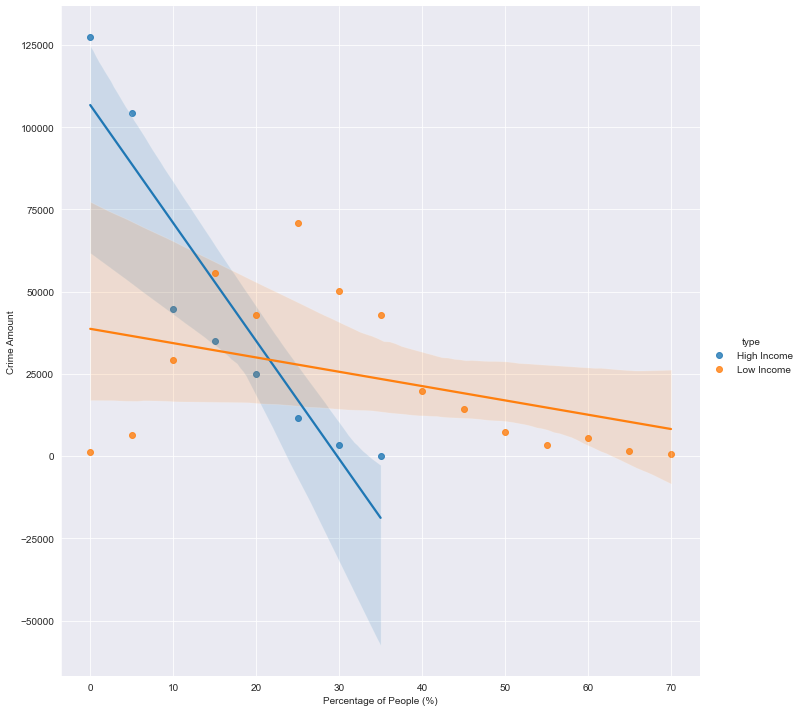 125000
100000
75000
50000
25000
0
−25000
−50000
Crime Amount
0 10 20 30 40 50 60 70
Percentage of People (%)
type
High Income
Low Income